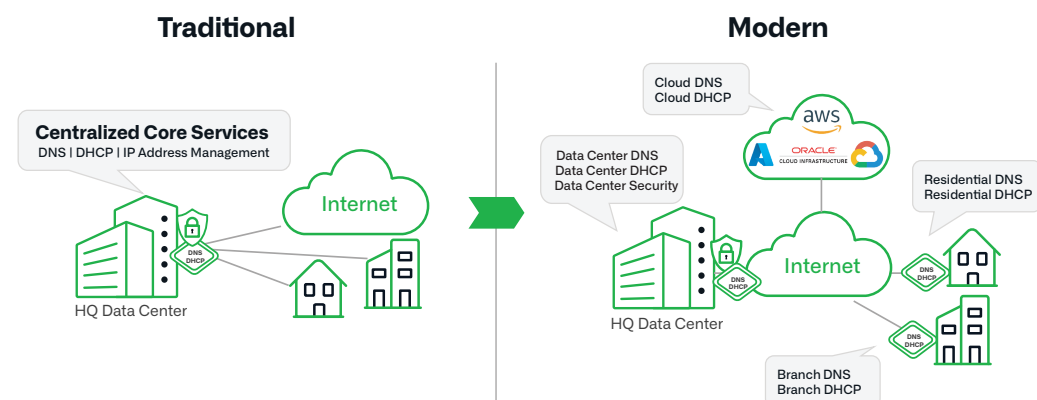 Traditional
Modern
Centralized Core Services
DNS | DHCP | IP Address Management
Internet
DNS
DHCP
HQ Data Center
Cloud DNS
Cloud DHCP
aws
ORACLE
CLOUD INFRASTRUCTURE
Data Center DNS
Data Center DHCP
Data Center Security
Residential DNS
Residential DHCP
Internet
DNS
DHCP
DNS
DHCP
HQ Data Center
DNS
DHCP
Branch DNS
Branch DHCP